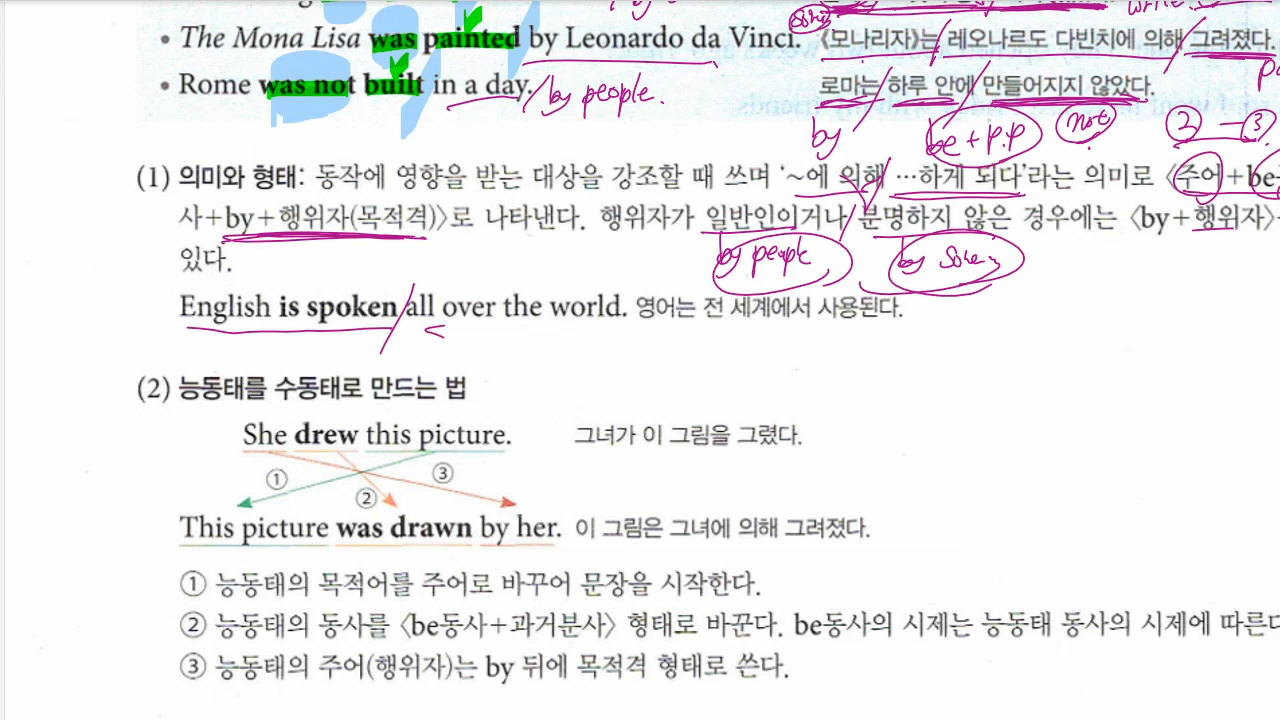 • The Mona Lisa was painted by Leonardo da Vinci. 《모나리자》는 레오나르도 다빈치에 의해 그려졌다.
• Rome was not built in a day. / by people. 로마는 하루 안에 만들어지지 않았다.
by be + p.p not ② ③
(1) 의미와 형태: 동작에 영향을 받는 대상을 강조할 때 쓰며 ‘~에 의해 …하게 되다’라는 의미로 〈주어+be
사+by+행위자(목적격)〉로 나타낸다. 행위자가 일반인이거나 분명하지 않은 경우에는 〈by+행위자〉
있다.
by people by
English is spoken all over the world. 영어는 전 세계에서 사용된다.
(2) 능동태를 수동태로 만드는 법
She drew this picture. 그녀가 이 그림을 그렸다.
① ② ③
This picture was drawn by her. 이 그림은 그녀에 의해 그려졌다.
① 능동태의 목적어를 주어로 바꾸어 문장을 시작한다.
② 능동태의 동사를 〈be동사+과거분사〉 형태로 바꾼다. be동사의 시제는 능동태 동사의 시제에 따른다
③ 능동태의 주어(행위자)는 by 뒤에 목적격 형태로 쓴다.